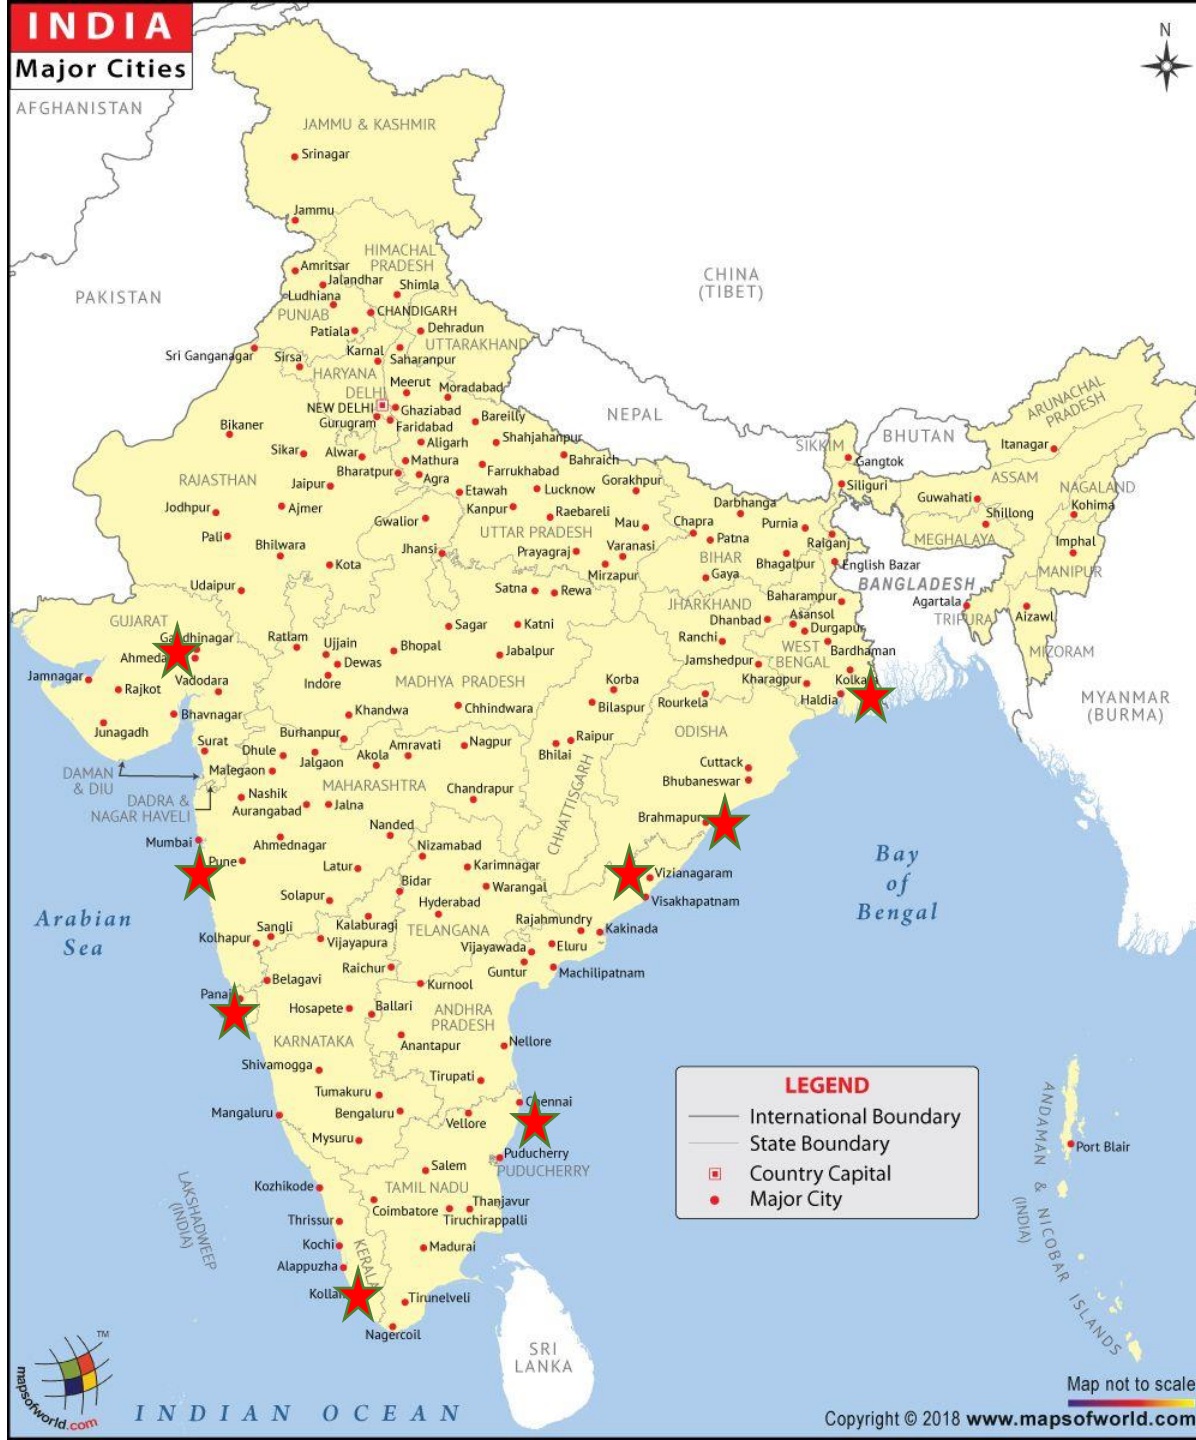 INDIA
Major Cities
N
AFGHANISTAN
JAMMU & KASHMIR
Srinagar
Jammu
HIMACHAL
PRADESH
Amritsar
Jalandhar
Shimla
Ludhiana
PUNJAB
CHANDIGARH
Patiala
Dehradun
UTTARAKHAND
CHINA
(TIBET)
PAKISTAN
Sri Ganganagar
Sirsa
Karnal
Saharanpur
HARYANA
Meerut
Moradabad
DELHI
NEW DELHI
Ghaziabad
Gurugram
Faridabad
Bareilly
NEPAL
Bikaner
Aligarh
Shahjahanpur
Sikar
Alwar
Mathura
Bahraich
Bharatpur
Agra
Farrukhabad
RAJASTHAN
Jaipur
Etawah
Lucknow
Gorakhpur
Jodhpur
Ajmer
Kanpur
Raebareli
Gwalior
UTTAR PRADESH
Mau
Pali
Bhilwara
Jhansi
Prayagraj
Varanasi
Kota
Mirzapur
Udaipur
Satna
Rewa
SIKKIM
BHUTAN
Gangtok
Siliguri
ARUNACHAL
PRADESH
Itanagar
ASSAM
NAGALAND
Guwahati
Kohima
Shillong
MEGHALAYA
Imphal
MANIPUR
Darbhanga
Chapra
Purnia
Patna
Raiganj
BIHAR
Bhagalpur
English Bazar
Gaya
BANGLADESH
Baharampur
Agartala
TRIPURA
Aizawl
MIZORAM
JHARKHAND
Dhanbad
Asansol
Durgapur
Ranchi
WEST
BENGAL
Bardhaman
Jamshedpur
Kharagpur
Haldia
MYANMAR
(BURMA)
GUJARAT
Gandhinagar
Ratlam
Ujjain
Bhopal
Sagar
Katni
Dewas
Jabalpur
Jamnagar
Vadodara
Indore
MADHYA PRADESH
Rajkot
Bhavnagar
Khandwa
Chhindwara
Korba
Bilaspur
Rourkela
Junagadh
Surat
Burhanpur
Dhule
Jalgaon
Akola
Amravati
Nagpur
Raipur
Bhilai
ODISHA
DAMAN
& DIU
Malegaon
MAHARASHTRA
Cuttack
Bhubaneswar
DADRA &
NAGAR HAVELI
Nashik
Aurangabad
Jalna
Chandrapur
CHHATTISGARH
Brahmapur
Mumbai
Ahmednagar
Nanded
Nizamabad
Pune
Latur
Karimnagar
Bidar
Warangal
Vizianagaram
Solapur
Hyderabad
Visakhapatnam
Bay
of
Bengal
Arabian
Sea
Kalaburagi
TELANGANA
Rajahmundry
Kakinada
Sangli
Kolhapur
Vijayapura
Vijayawada
Eluru
Raichur
Guntur
Machilipatnam
Belagavi
Kurnool
Hosapete
Ballari
ANDHRA
PRADESH
KARNATAKA
Anantapur
Nellore
Shivamogga
Tirupati
Tumakuru
Chennai
Mangaluru
Bengaluru
Vellore
Mysuru
Puducherry
PUDUCHERRY
Salem
Kozhikode
TAMIL NADU
Thanjavur
Coimbatore
Tiruchirappalli
Thrissur
Kochi
Madurai
KERALA
Alappuzha
Tirunelveli
Nagercoil
LAKSHADWEEP
(INDIA)
SRI
LANKA
LEGEND
International Boundary
State Boundary
Country Capital
Major City
ANDAMAN & NICOBAR ISLANDS
(INDIA)
Port Blair
INDIAN OCEAN
TM
mapsofworld.com
Map not to scale
Copyright © 2018 www.mapsofworld.com